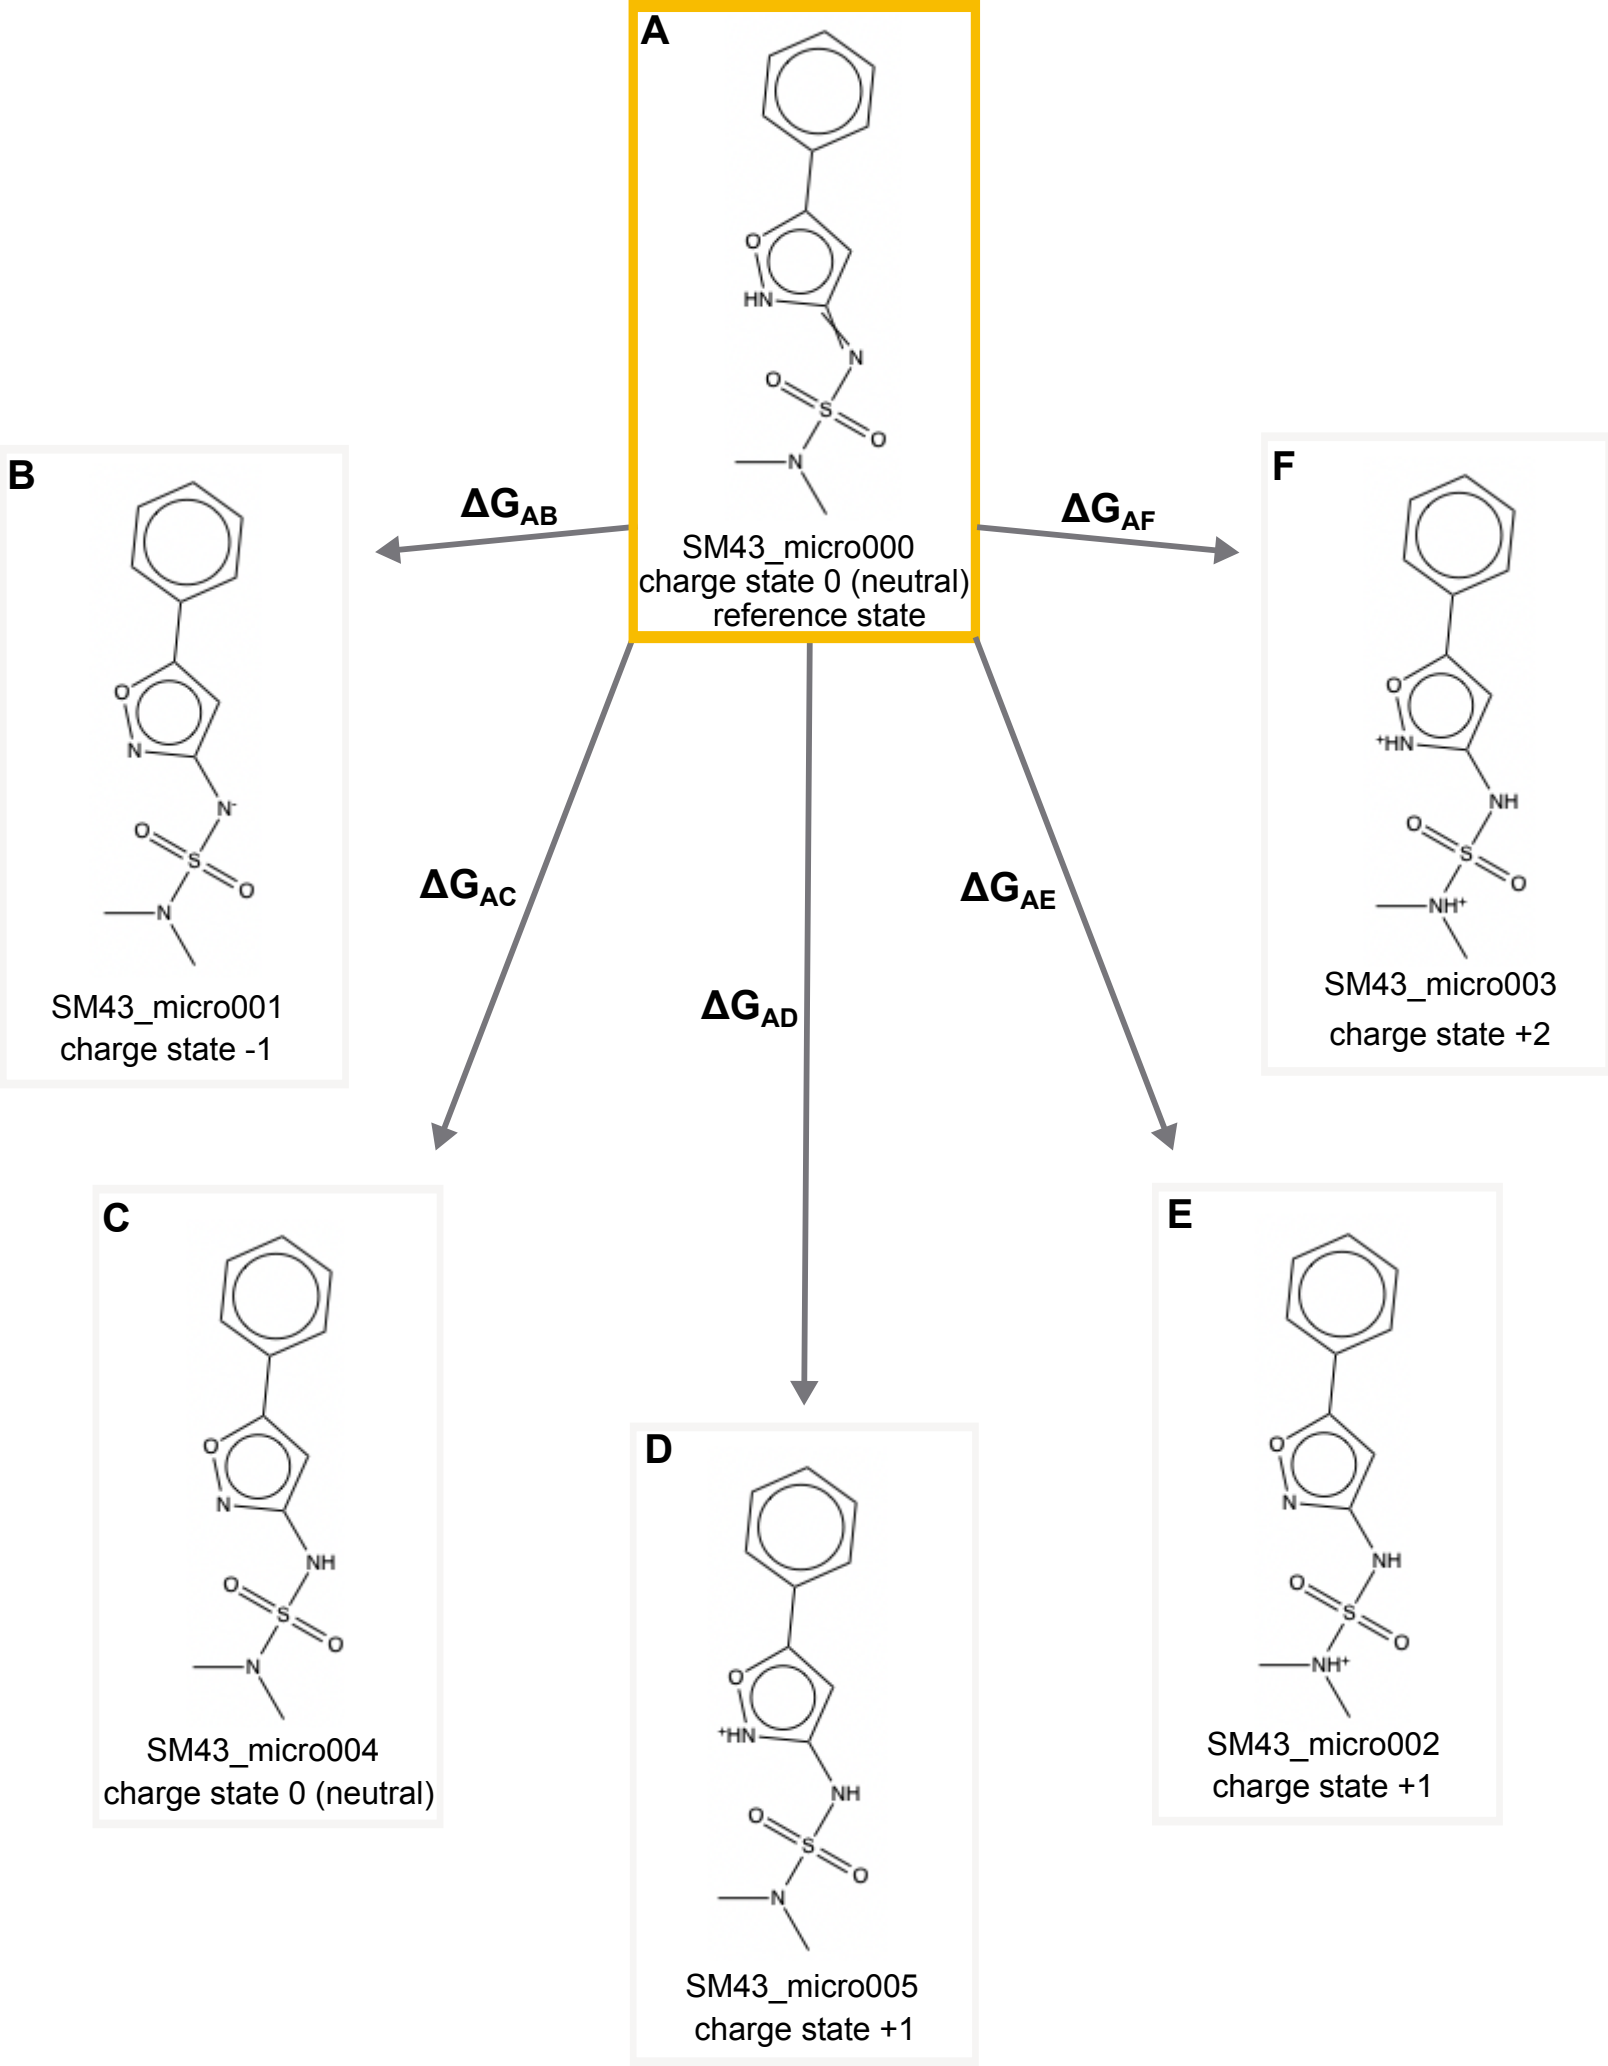 A
O
HN
N
O
S
O
N
SM43_micro000
charge state 0 (neutral)
reference state
ΔGAB
ΔGAF
ΔGAC
ΔGAD
ΔGAE
B
O
N
N-
O
S
O
N
SM43_micro001
charge state -1
F
O
+HN
NH
O
S
O
NH+
SM43_micro003
charge state +2
C
O
N
NH
O
S
O
N
SM43_micro004
charge state 0 (neutral)
D
O
+HN
NH
O
S
O
N
SM43_micro005
charge state +1
E
O
N
NH
O
S
O
NH+
SM43_micro002
charge state +1